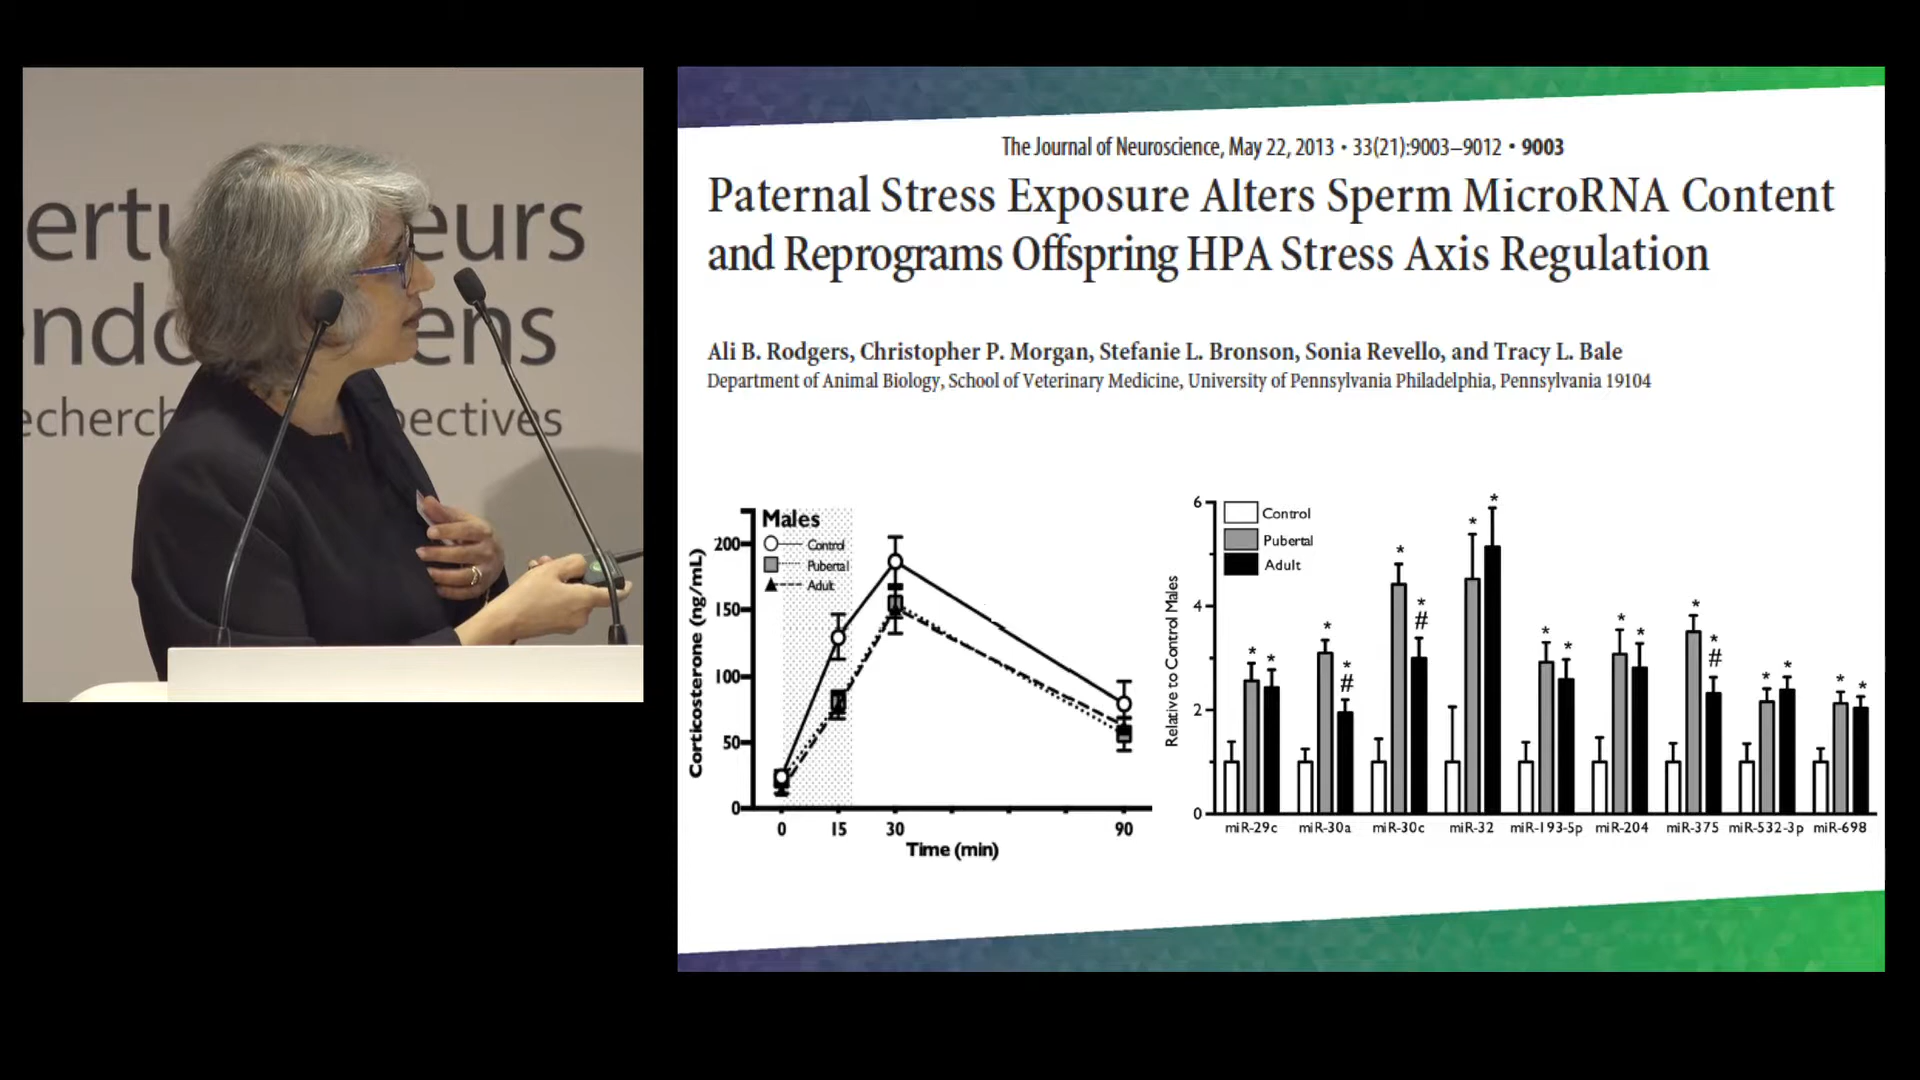 ertu eurs
ndo ens
echerch pectives
The Journal of Neuroscience, May 22, 2013 • 33(21):9003–9012 • 9003
Paternal Stress Exposure Alters Sperm MicroRNA Content
and Reprograms Offspring HPA Stress Axis Regulation
Ali B. Rodgers, Christopher P. Morgan, Stefanie L. Bronson, Sonia Revello, and Tracy L. Bale
Department of Animal Biology, School of Veterinary Medicine, University of Pennsylvania Philadelphia, Pennsylvania 19104
Males
Control
Pubertal
Adult
Corticosterone (ng/mL)
200
150
100
50
0
0 15 30 90
Time (min)
Control
Pubertal
Adult
Relative to Control Males
6
4
2
0
* * * * # * * # * * * * * * * * # * * * *
miR-29c miR-30a miR-30c miR-32 miR-193-5p miR-204 miR-375 miR-532-3p miR-698